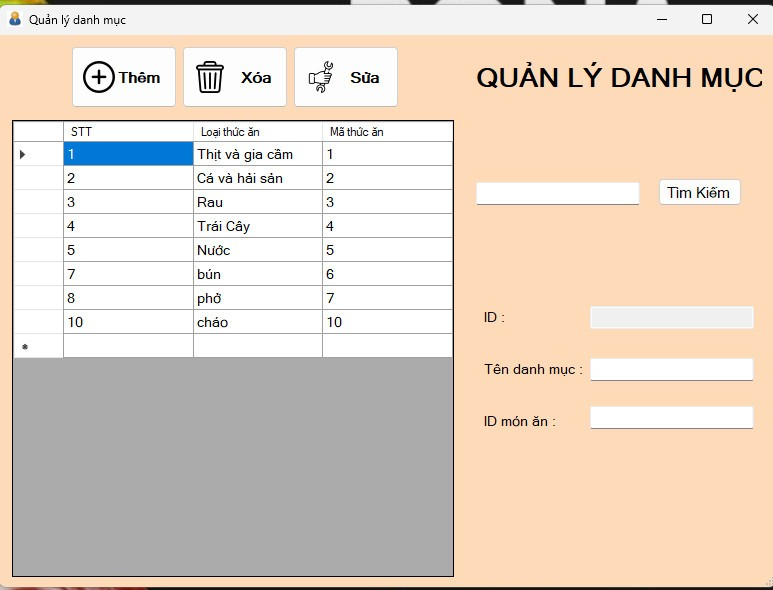 Quản lý danh mục
Thêm Xóa Sửa
QUẢN LÝ DANH MỤC
STT Loại thức ăn Mã thức ăn
1 Thịt và gia cầm 1
2 Cá và hải sản 2
3 Rau 3
4 Trái Cây 4
5 Nước 5
7 bún 6
8 phở 7
10 cháo 10
Tìm Kiếm
ID :
Tên danh mục :
ID món ăn :